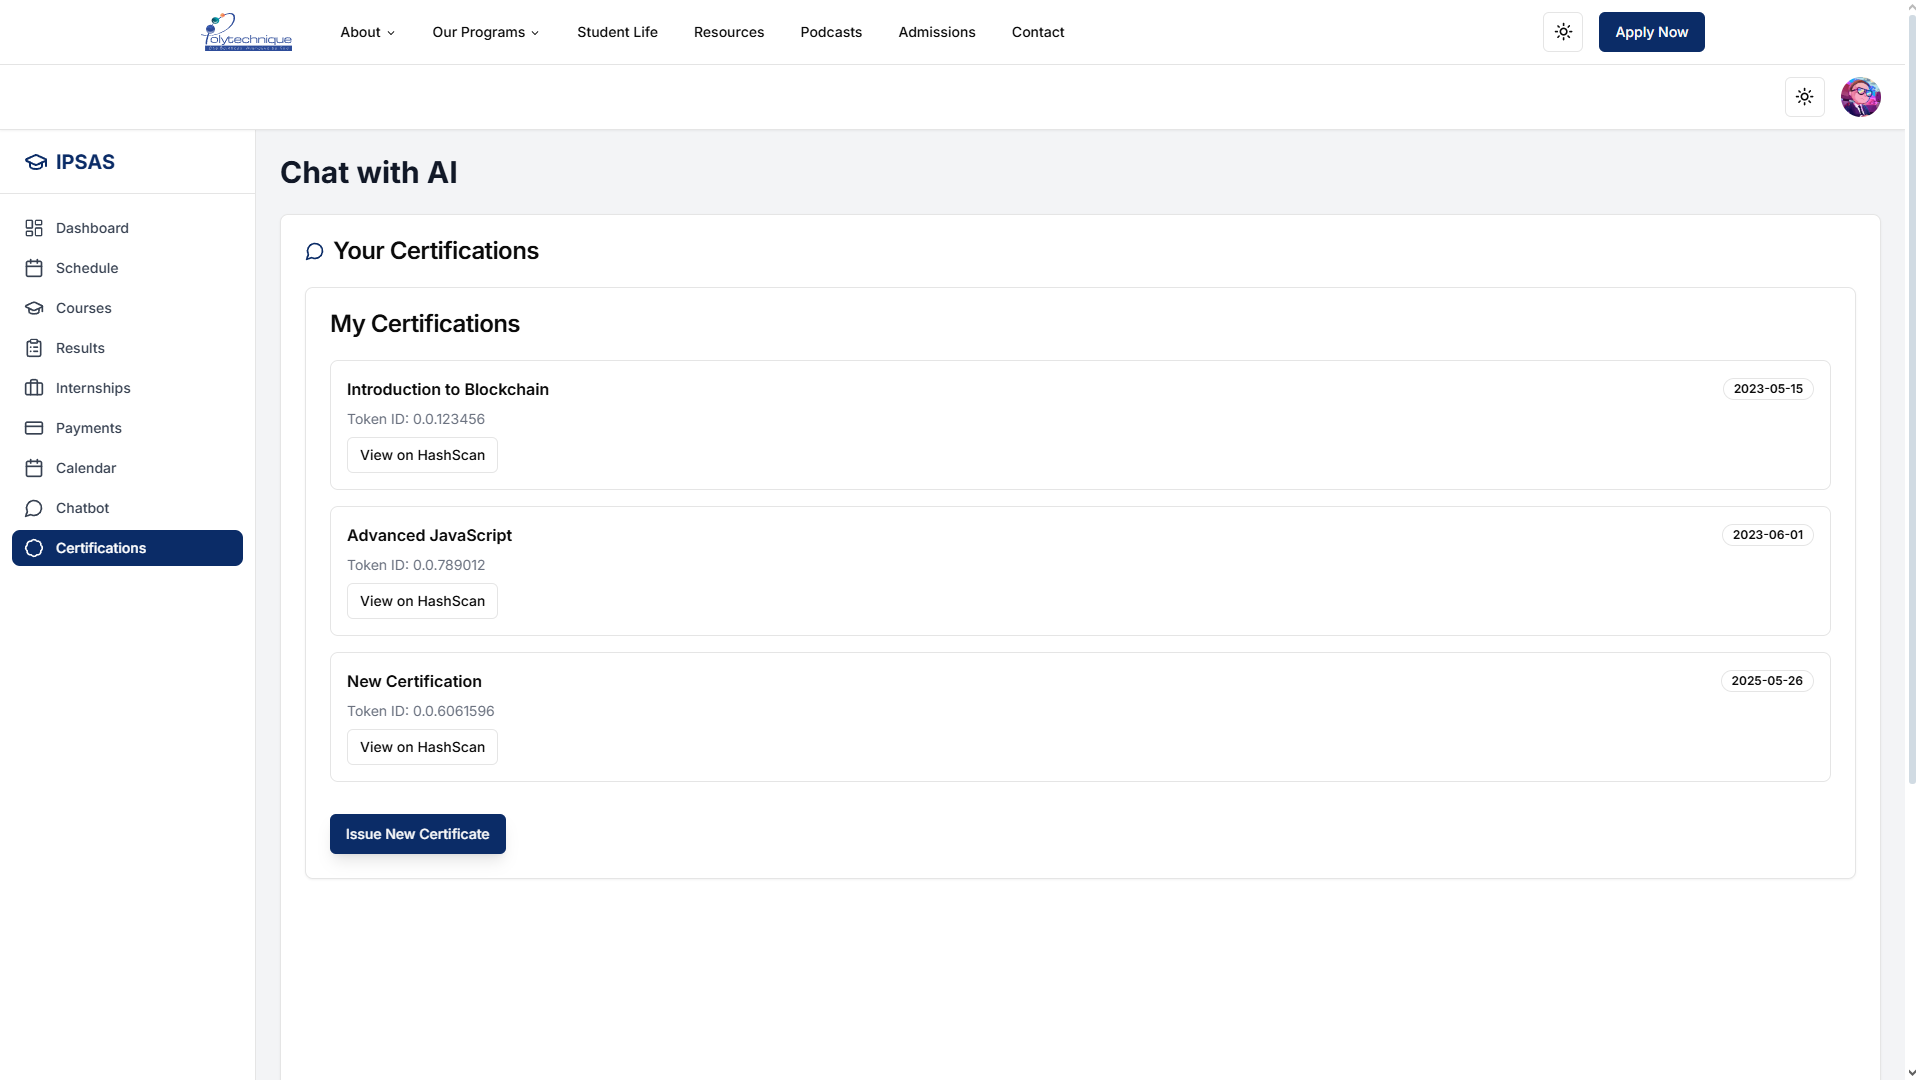 Polytechnique
About
Our Programs
Student Life
Resources
Podcasts
Admissions
Contact
Apply Now
IPSAS
Dashboard
Schedule
Courses
Results
Internships
Payments
Calendar
Chatbot
Certifications
Chat with AI
Your Certifications
My Certifications
Introduction to Blockchain
2023-05-15
Token ID: 0.0.123456
View on HashScan
Advanced JavaScript
2023-06-01
Token ID: 0.0.789012
View on HashScan
New Certification
2025-05-26
Token ID: 0.0.6061596
View on HashScan
Issue New Certificate